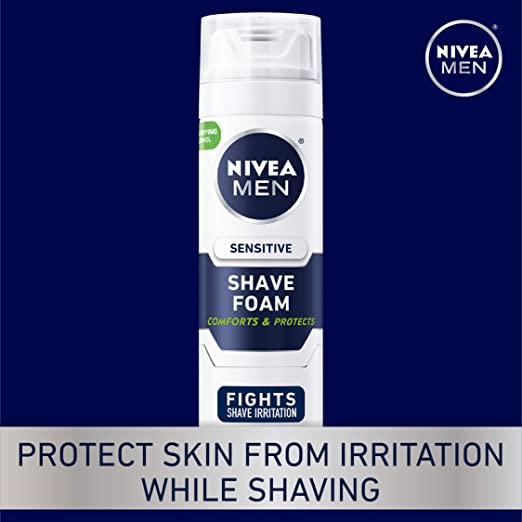 NIVEA
MEN
NIVEA
MEN
SENSITIVE
SHAVE
FOAM
COMFORTS & PROTECTS
FIGHTS
SHAVE IRRITATION
PROTECT SKIN FROM IRRITATION
WHILE SHAVING